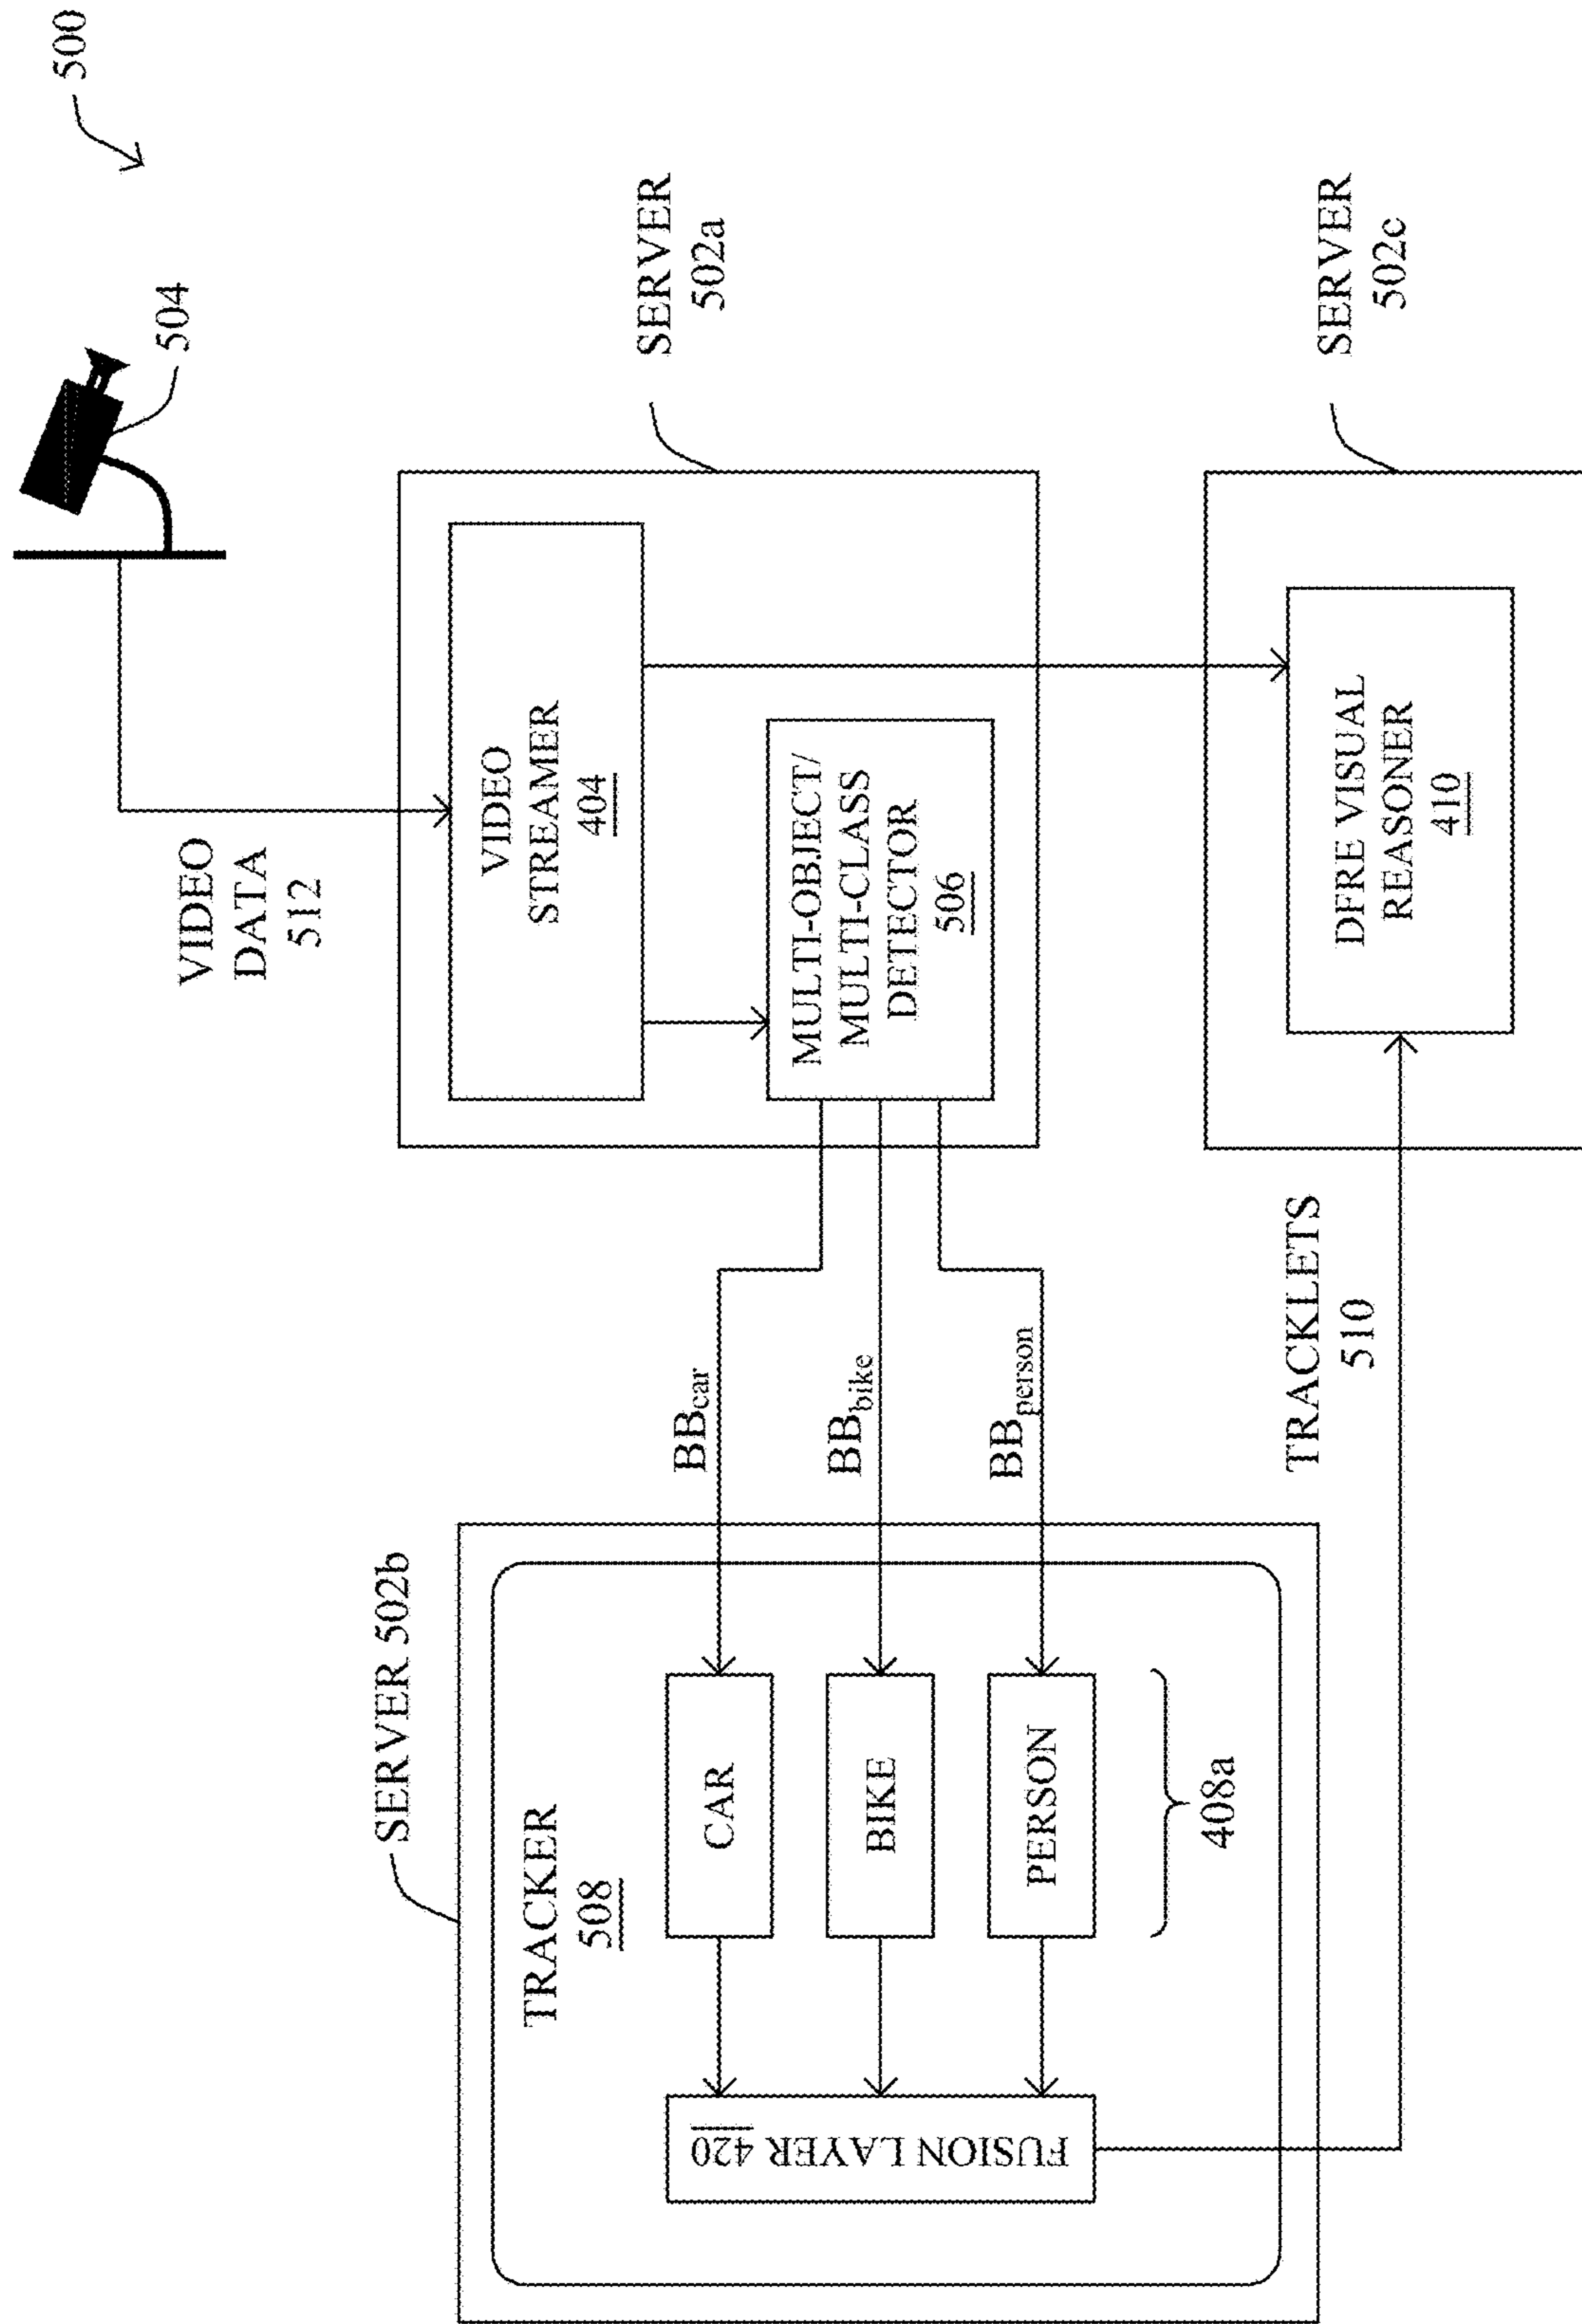 500
504
VIDEO
DATA
512
SERVER
502a
VIDEO
STREAMER
404
MULTI-OBJECT/
MULTI-CLASS
DETECTOR
506
SERVER 502b
TRACKER
508
BBcar
BBbike
BBperson
CAR
BIKE
PERSON
408a
FUSION LAYER 420
TRACKLETS
510
SERVER
502c
DFRE VISUAL
REASONER
410